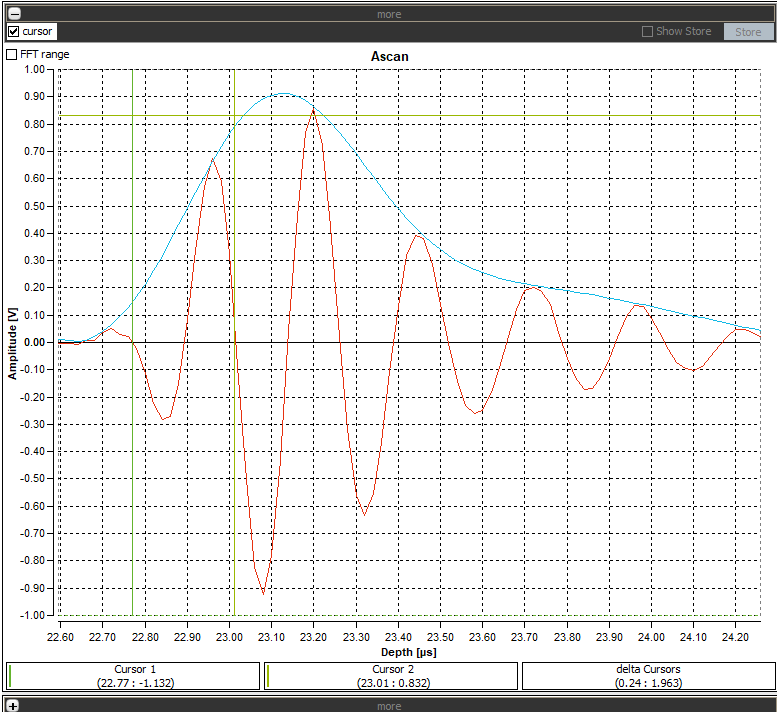 more
cursor
Show Store
Store
FFT range
Ascan
1.00
0.90
0.80
0.70
0.60
0.50
0.40
0.30
0.20
0.10
0.00
-0.10
-0.20
-0.30
-0.40
-0.50
-0.60
-0.70
-0.80
-0.90
-1.00
Amplitude [V]
22.60 22.70 22.80 22.90 23.00 23.10 23.20 23.30 23.40 23.50 23.60 23.70 23.80 23.90 24.00 24.10 24.20
Depth [µs]
Cursor 1
(22.77 : -1.132)
Cursor 2
(23.01 : 0.832)
delta Cursors
(0.24 : 1.963)
more